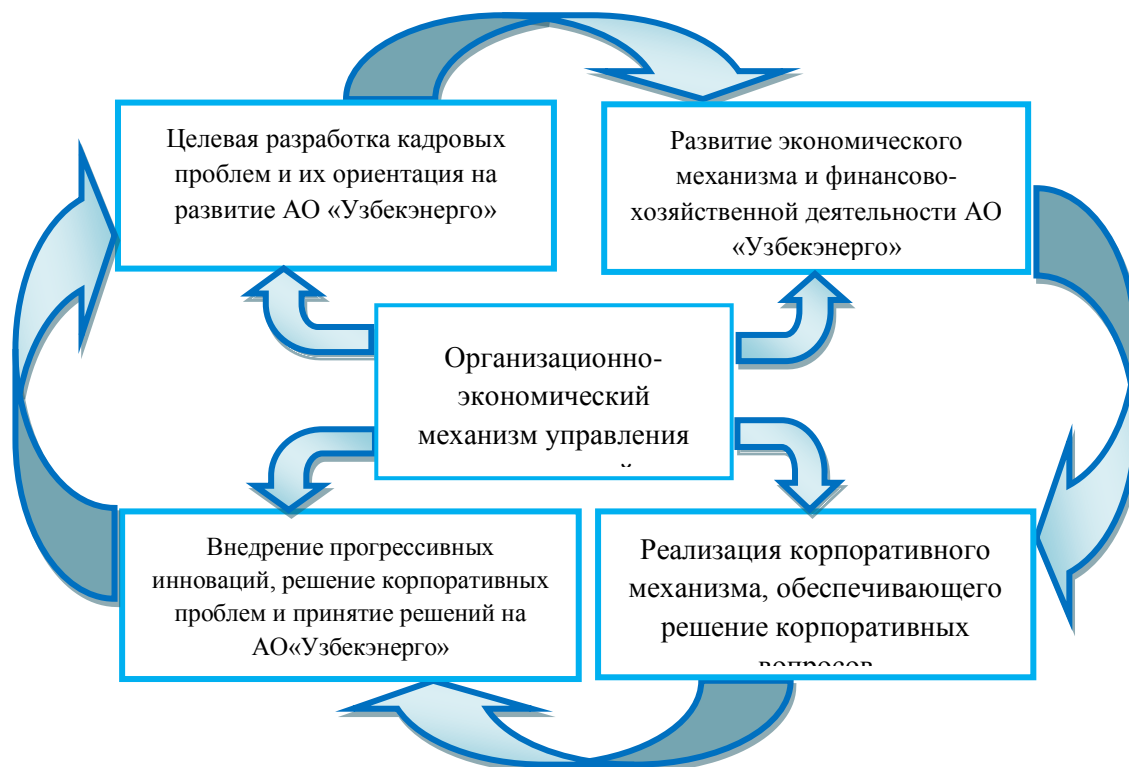 Целевая разработка кадровых
проблем и их ориентация на
развитие АО «Узбекэнерго»
Развитие экономического
механизма и финансово-
хозяйственной деятельности АО
«Узбекэнерго»
Организационно-
экономический
механизм управления
Внедрение прогрессивных
инноваций, решение корпоративных
проблем и принятие решений на
АО«Узбекэнерго»
Реализация корпоративного
механизма, обеспечивающего
решение корпоративных
вопросов